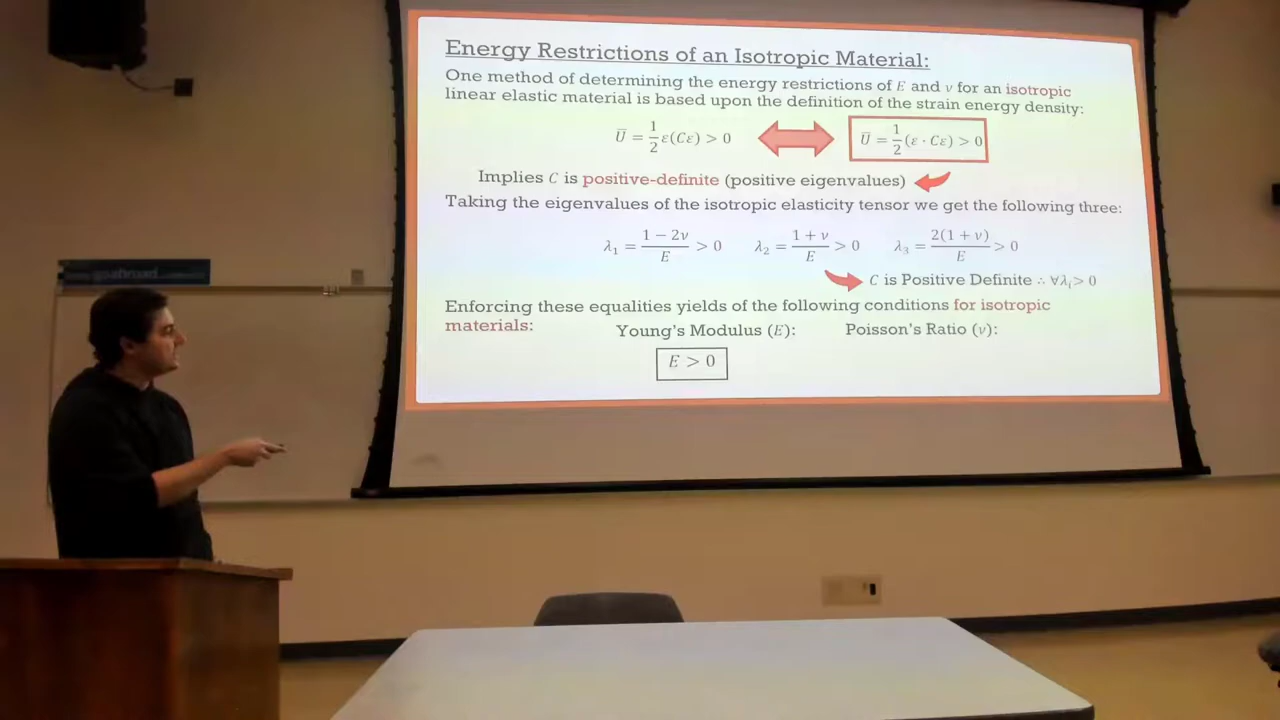 Energy Restrictions of an Isotropic Material:
One method of determining the energy restrictions of E and ν for an isotropic
linear elastic material is based upon the definition of the strain energy density:
Ū = 1/2 ε(Cε) > 0
Ū = 1/2 (ε · Cε) > 0
Implies C is positive-definite (positive eigenvalues)
Taking the eigenvalues of the isotropic elasticity tensor we get the following three:
λ₁ = (1 − 2ν)/E > 0
λ₂ = (1 + ν)/E > 0
λ₃ = 2(1 + ν)/E > 0
C is Positive Definite ∴ ∀λᵢ > 0
Enforcing these equalities yields of the following conditions for isotropic
materials:
Young's Modulus (E):
Poisson's Ratio (ν):
E > 0